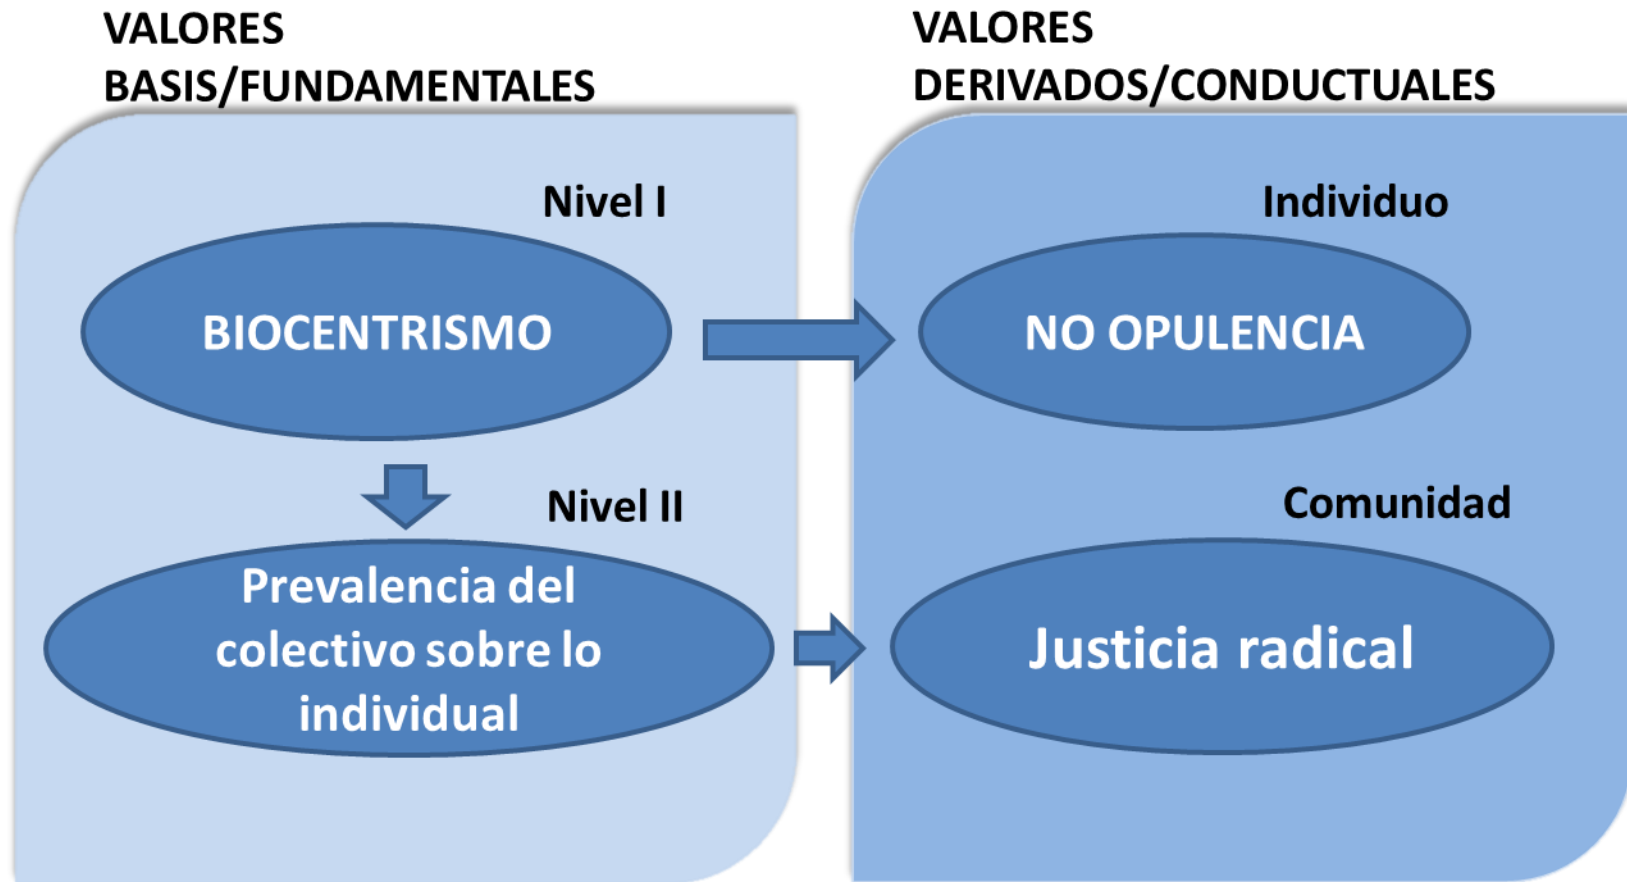 VALORES
BASIS/FUNDAMENTALES
Nivel I
BIOCENTRISMO
Nivel II
Prevalencia del
colectivo sobre lo
individual
VALORES
DERIVADOS/CONDUCTUALES
Individuo
NO OPULENCIA
Comunidad
Justicia radical